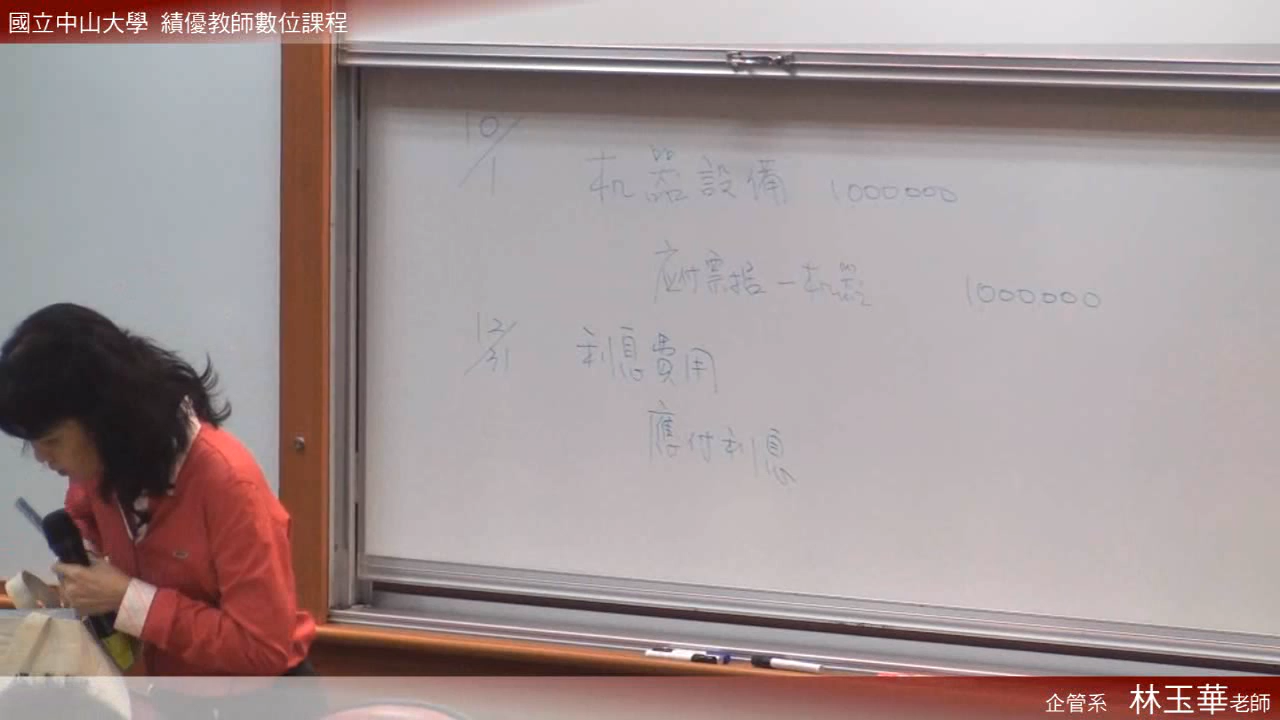 國立中山大學 績優教師數位課程
10/1 机器設備 1000000
应付票据-机器 1000000
12/31 利息費用
應付利息
企管系 林玉華老師